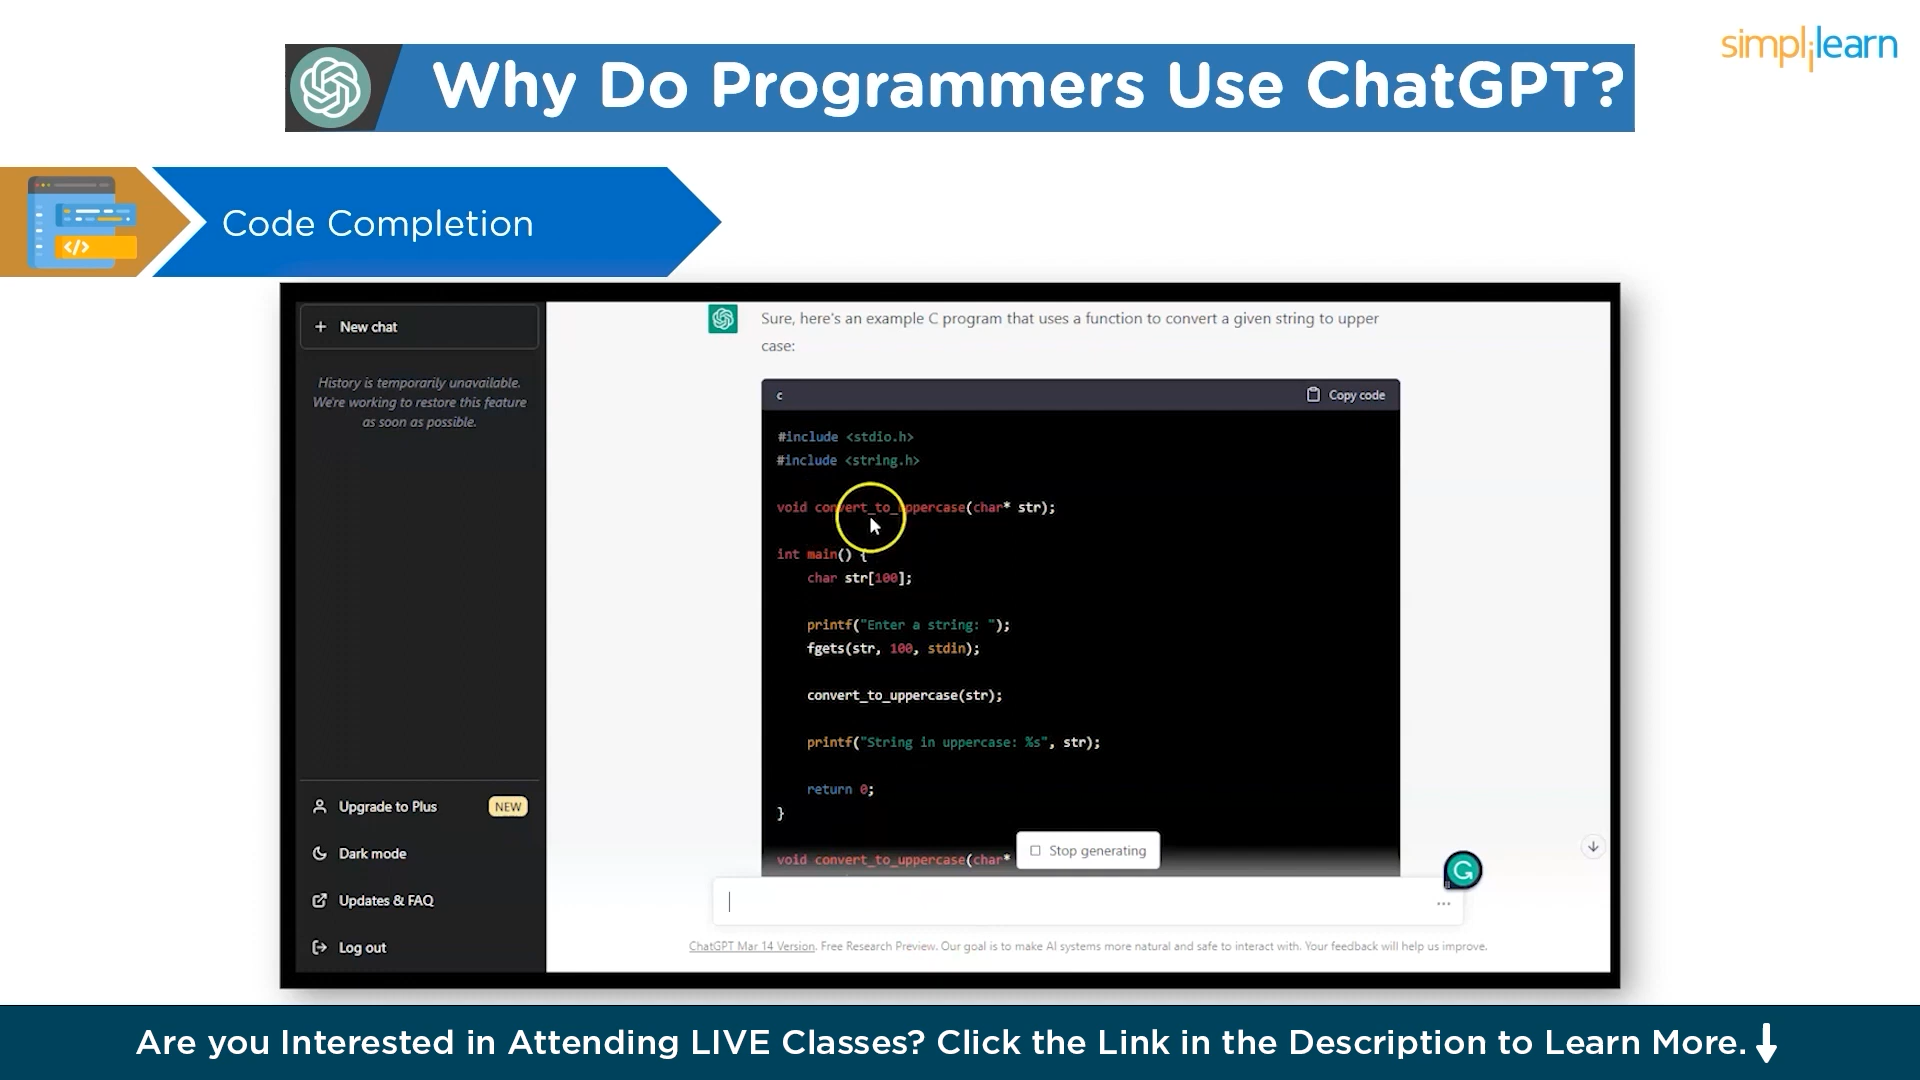 simplilearn
Why Do Programmers Use ChatGPT?
</>
Code Completion
+ New chat
History is temporarily unavailable.
We're working to restore this feature
as soon as possible.
Upgrade to Plus NEW
Dark mode
Updates & FAQ
Log out
Sure, here's an example C program that uses a function to convert a given string to upper
case:
c Copy code
#include <stdio.h>
#include <string.h>
void convert_to_uppercase(char* str);
int main() {
char str[100];
printf("Enter a string: ");
fgets(str, 100, stdin);
convert_to_uppercase(str);
printf("String in uppercase: %s", str);
return 0;
}
void convert_to_uppercase(char*
Stop generating
ChatGPT Mar 14 Version. Free Research Preview. Our goal is to make AI systems more natural and safe to interact with. Your feedback will help us improve.
Are you Interested in Attending LIVE Classes? Click the Link in the Description to Learn More.